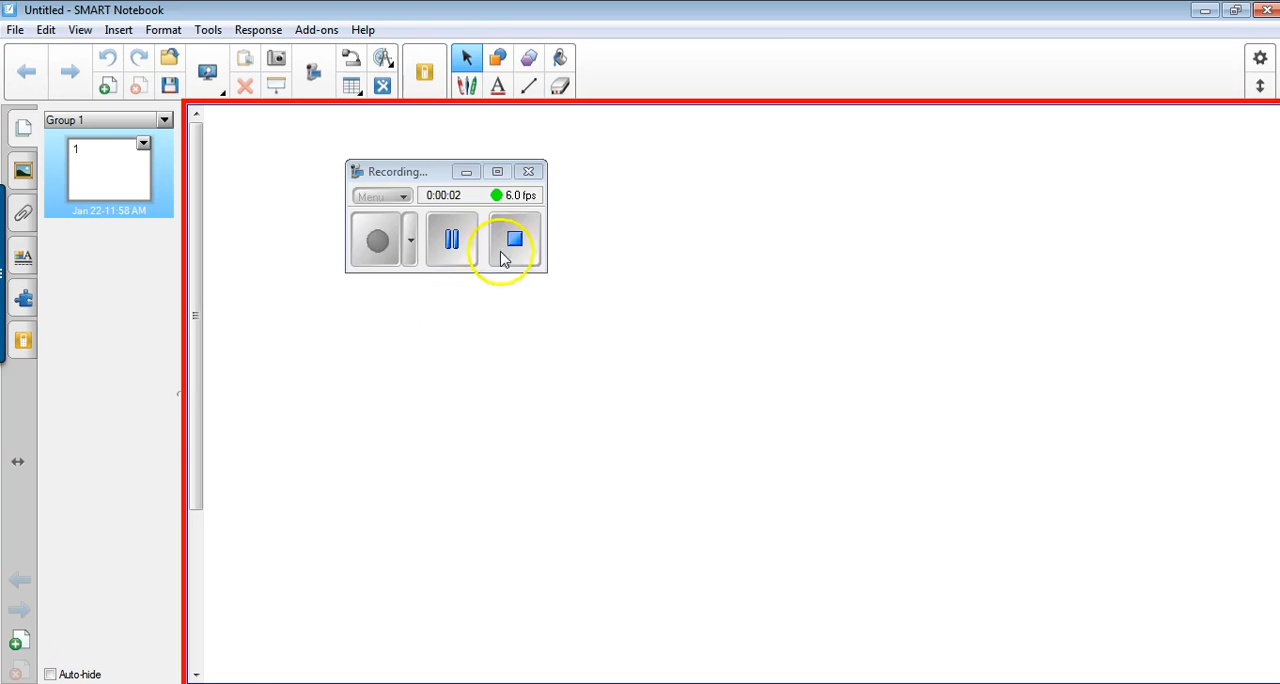 Untitled - SMART Notebook
File Edit View Insert Format Tools Response Add-ons Help
Group 1
1
Jan 22-11:58 AM
Recording...
Menu 0:00:02 6.0 fps
Auto-hide